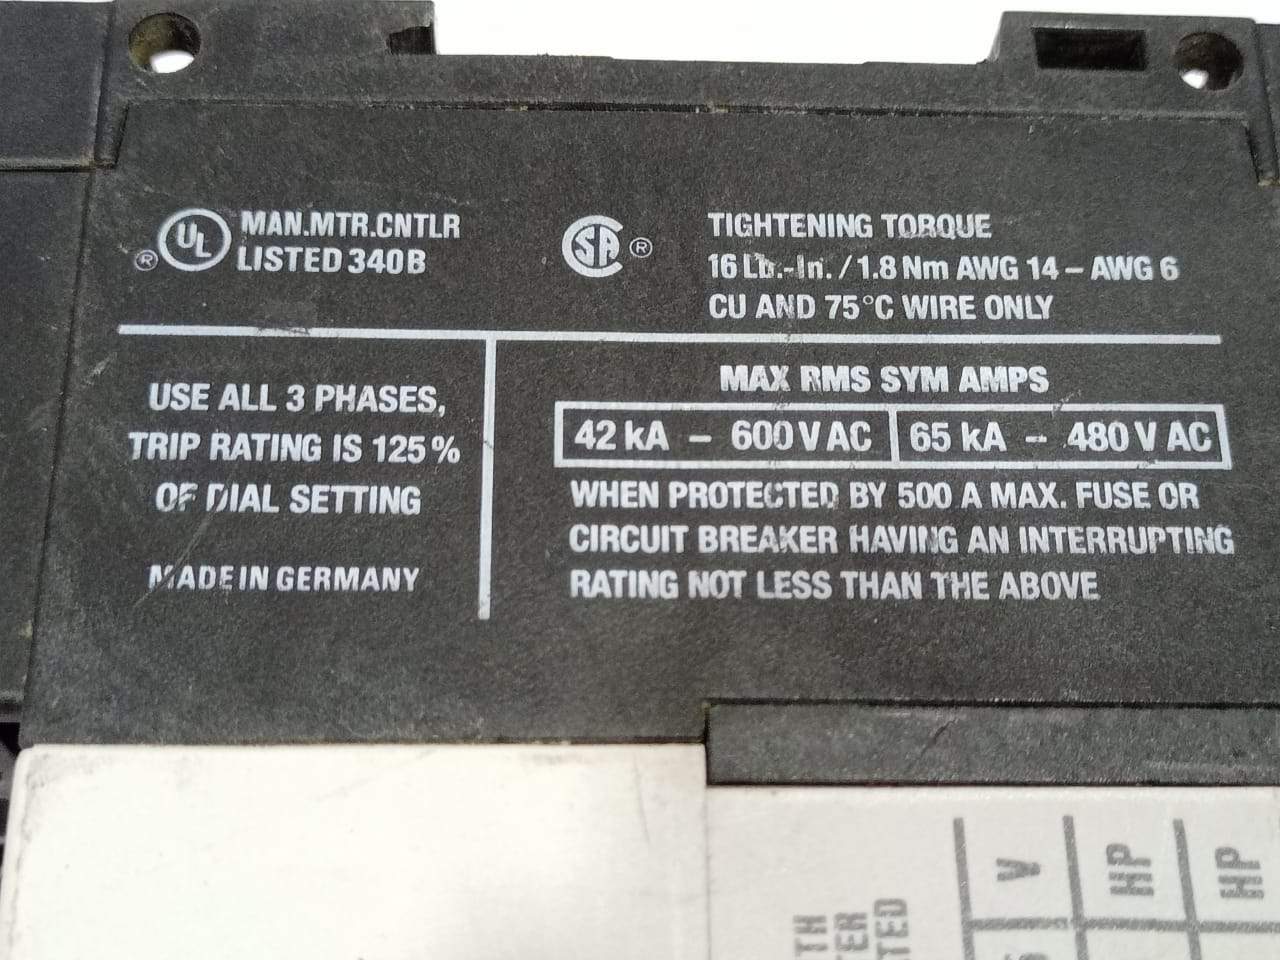 UL ® MAN.MTR.CNTLR
LISTED 340B
SA ®
TIGHTENING TORQUE
16 Lb.-In. / 1.8 Nm AWG 14 – AWG 6
CU AND 75°C WIRE ONLY
USE ALL 3 PHASES,
TRIP RATING IS 125%
OF DIAL SETTING
MADE IN GERMANY
MAX RMS SYM AMPS
42 kA – 600 V AC
65 kA – 480 V AC
WHEN PROTECTED BY 500 A MAX. FUSE OR
CIRCUIT BREAKER HAVING AN INTERRUPTING
RATING NOT LESS THAN THE ABOVE
V
HP
HP